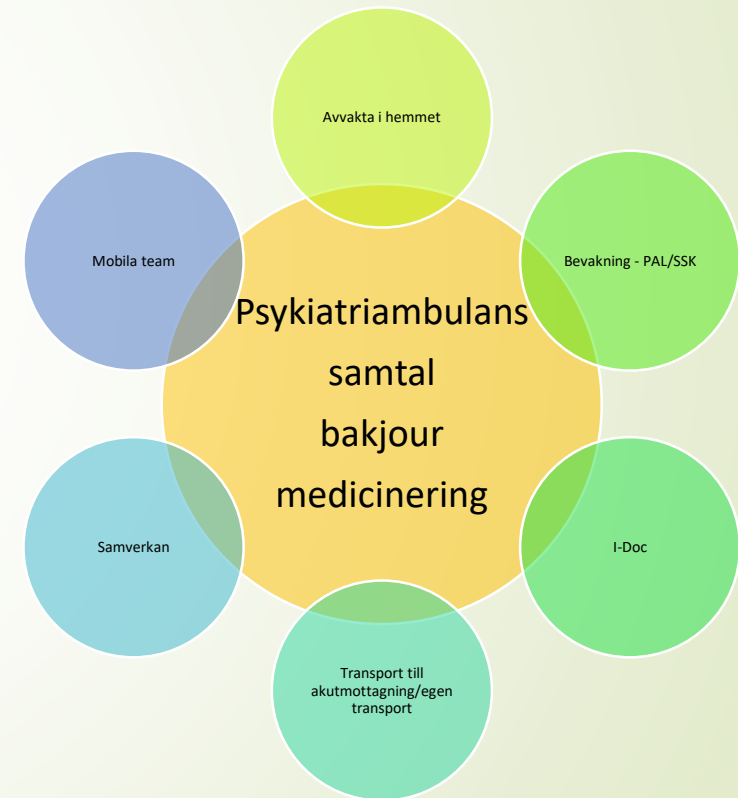 Avvakta i hemmet
Mobila team
Bevakning - PAL/SSK
Psykiatriambulans
samtal
bakjour
medicinering
Samverkan
I-Doc
Transport till
akutmottagning/egen
transport